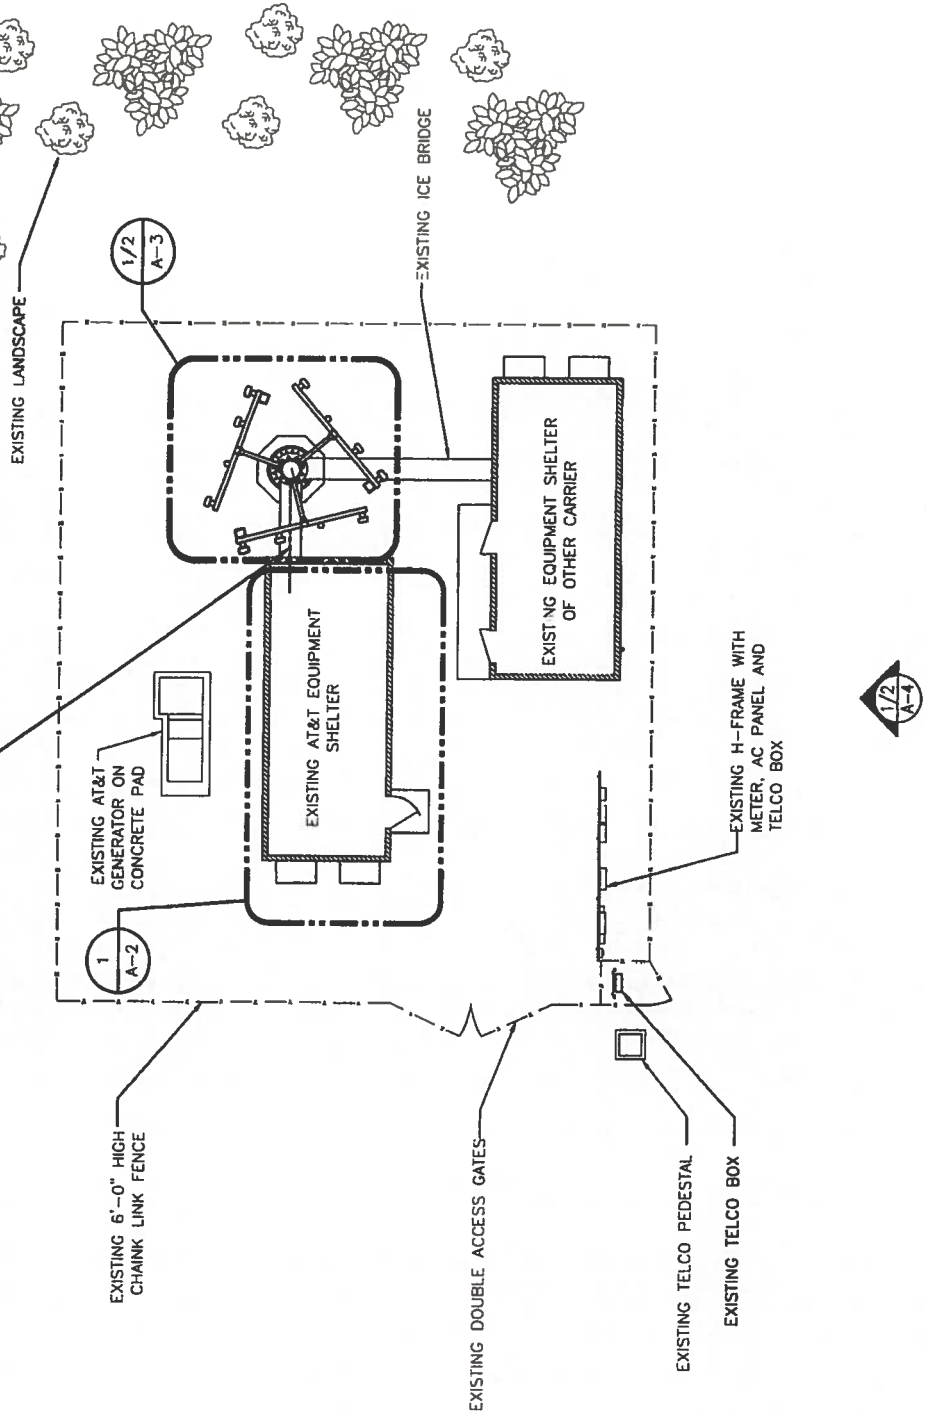 EXISTING LANDSCAPE
1/2
A-3
EXISTING ICE BRIDGE
EXISTING AT&T
GENERATOR ON
CONCRETE PAD
EXISTING AT&T EQUIPMENT
SHELTER
EXISTING EQUIPMENT SHELTER
OF OTHER CARRIER
1
A-2
EXISTING H-FRAME WITH
METER, AC PANEL AND
TELCO BOX
1/2
A-4
EXISTING 6'-0" HIGH
CHAINK LINK FENCE
EXISTING DOUBLE ACCESS GATES
EXISTING TELCO PEDESTAL
EXISTING TELCO BOX